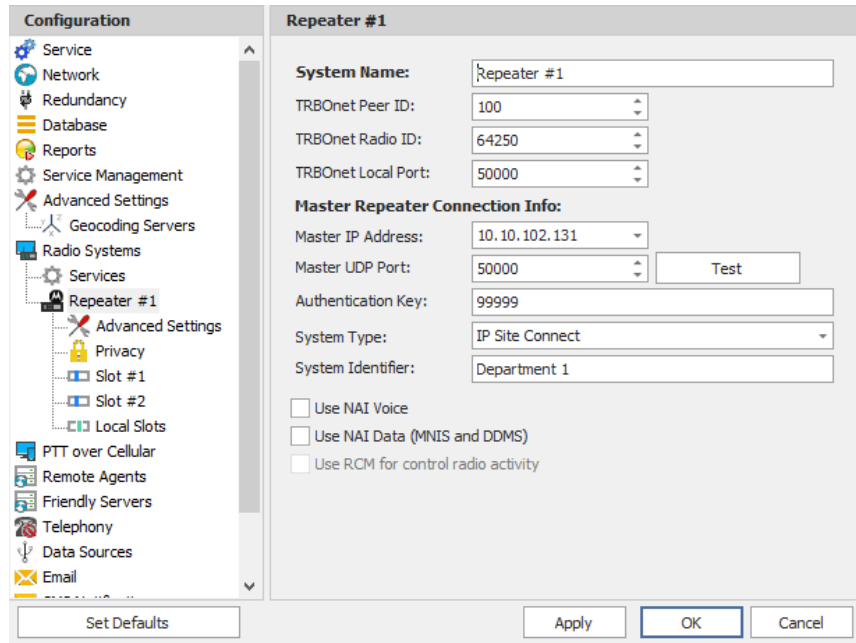 Configuration
Service
Network
Redundancy
Database
Reports
Service Management
Advanced Settings
Geocoding Servers
Radio Systems
Services
Repeater #1
Advanced Settings
Privacy
Slot #1
Slot #2
Local Slots
PTT over Cellular
Remote Agents
Friendly Servers
Telephony
Data Sources
Email
Set Defaults
Repeater #1
System Name: Repeater #1
TRBOnet Peer ID: 100
TRBOnet Radio ID: 64250
TRBOnet Local Port: 50000
Master Repeater Connection Info:
Master IP Address: 10.10.102.131
Master UDP Port: 50000 Test
Authentication Key: 99999
System Type: IP Site Connect
System Identifier: Department 1
Use NAI Voice
Use NAI Data (MNIS and DDMS)
Use RCM for control radio activity
Apply OK Cancel